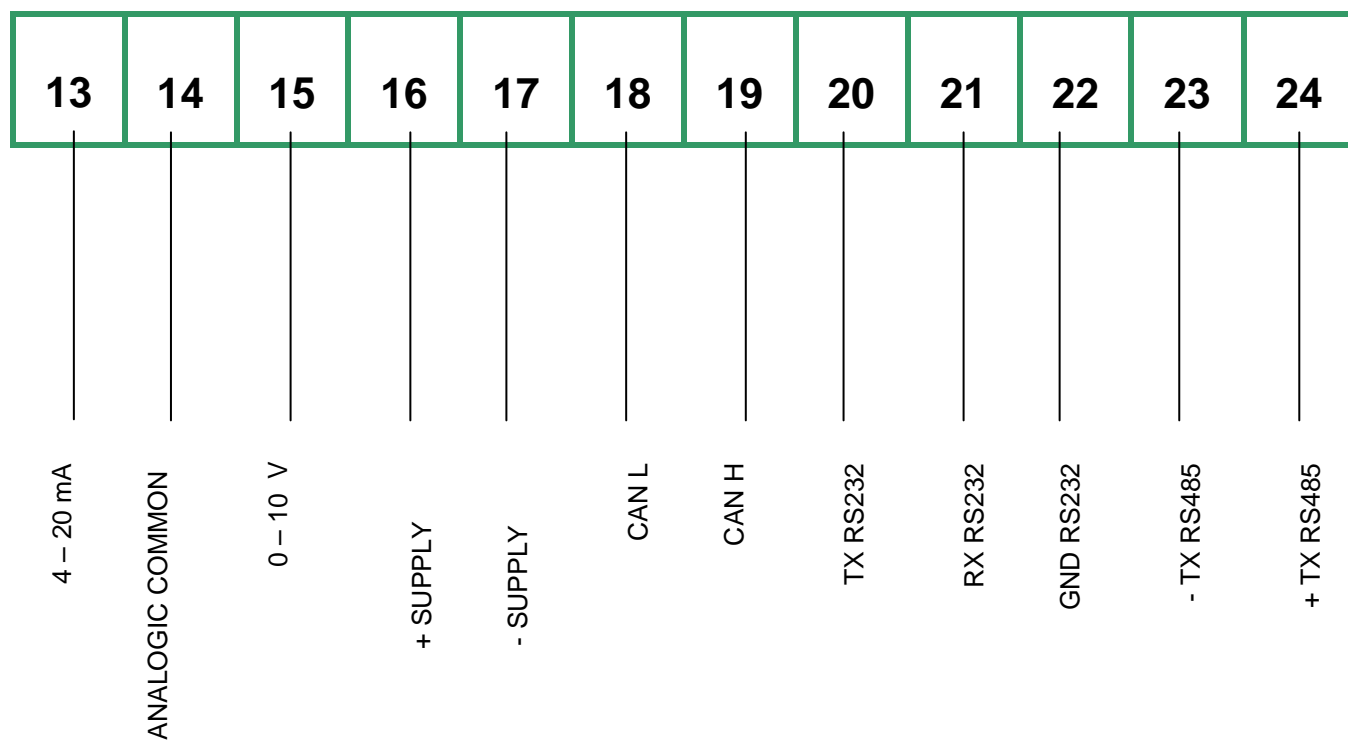 13 14 15 16 17 18 19 20 21 22 23 24
4 – 20 mA
ANALOGIC COMMON
0 – 10 V
+ SUPPLY
- SUPPLY
CAN L
CAN H
TX RS232
RX RS232
GND RS232
- TX RS485
+ TX RS485